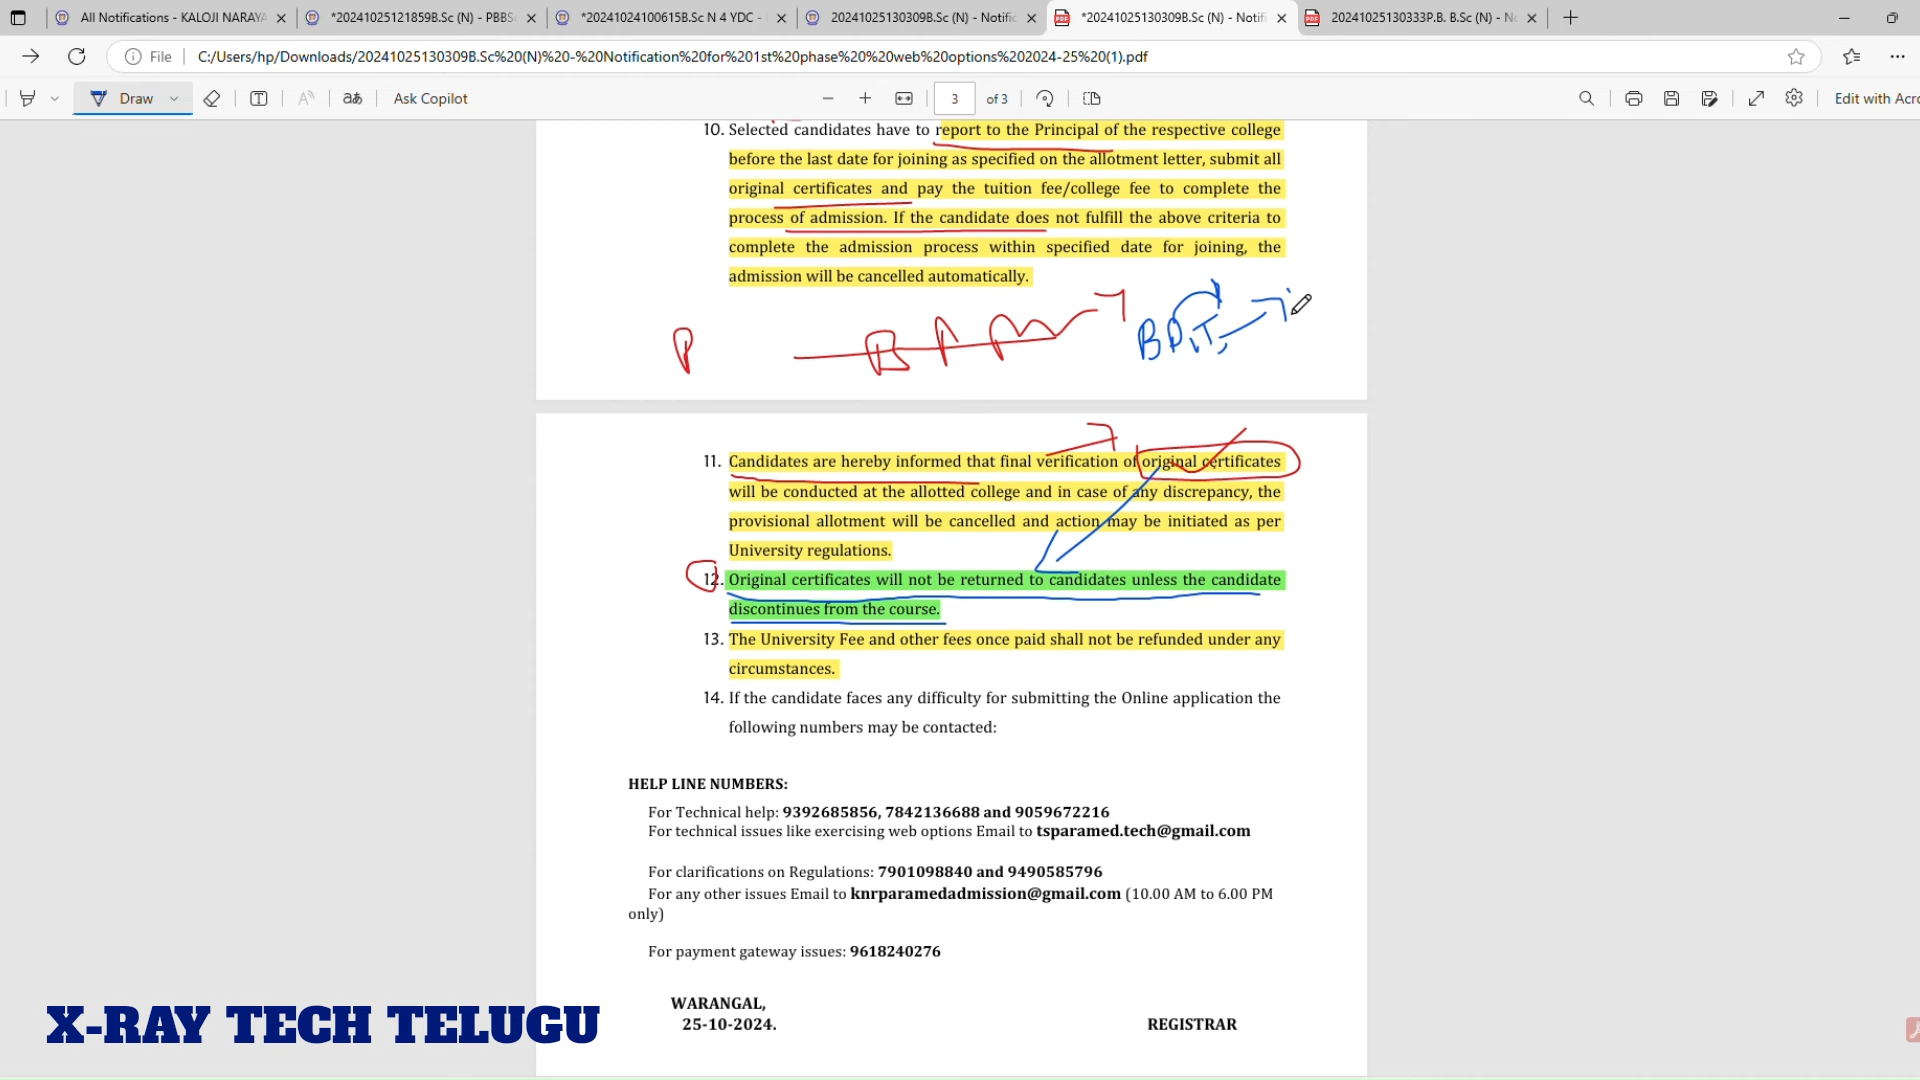 All Notifications - KALOJI NARAYA
*20241025121859B.Sc (N) - PBBS
*20241024100615B.Sc N 4 YDC -
20241025130309B.Sc (N) - Notific
*20241025130309B.Sc (N) - Notifi
20241025130333P.B. B.Sc (N) - No
File
C:/Users/hp/Downloads/20241025130309B.Sc%20(N)%20-%20Notification%20for%201st%20phase%20%20web%20options%202024-25%20(1).pdf
Draw
aあ
Ask Copilot
3
of 3
Edit with Acro
10. Selected candidates have to report to the Principal of the respective college
before the last date for joining as specified on the allotment letter, submit all
original certificates and pay the tuition fee/college fee to complete the
process of admission. If the candidate does not fulfill the above criteria to
complete the admission process within specified date for joining, the
admission will be cancelled automatically.
11. Candidates are hereby informed that final verification of original certificates
will be conducted at the allotted college and in case of any discrepancy, the
provisional allotment will be cancelled and action may be initiated as per
University regulations.
12. Original certificates will not be returned to candidates unless the candidate
discontinues from the course.
13. The University Fee and other fees once paid shall not be refunded under any
circumstances.
14. If the candidate faces any difficulty for submitting the Online application the
following numbers may be contacted:
HELP LINE NUMBERS:
For Technical help: 9392685856, 7842136688 and 9059672216
For technical issues like exercising web options Email to tsparamed.tech@gmail.com
For clarifications on Regulations: 7901098840 and 9490585796
For any other issues Email to knrparamedadmission@gmail.com (10.00 AM to 6.00 PM
only)
For payment gateway issues: 9618240276
WARANGAL,
25-10-2024.
REGISTRAR
X-RAY TECH TELUGU